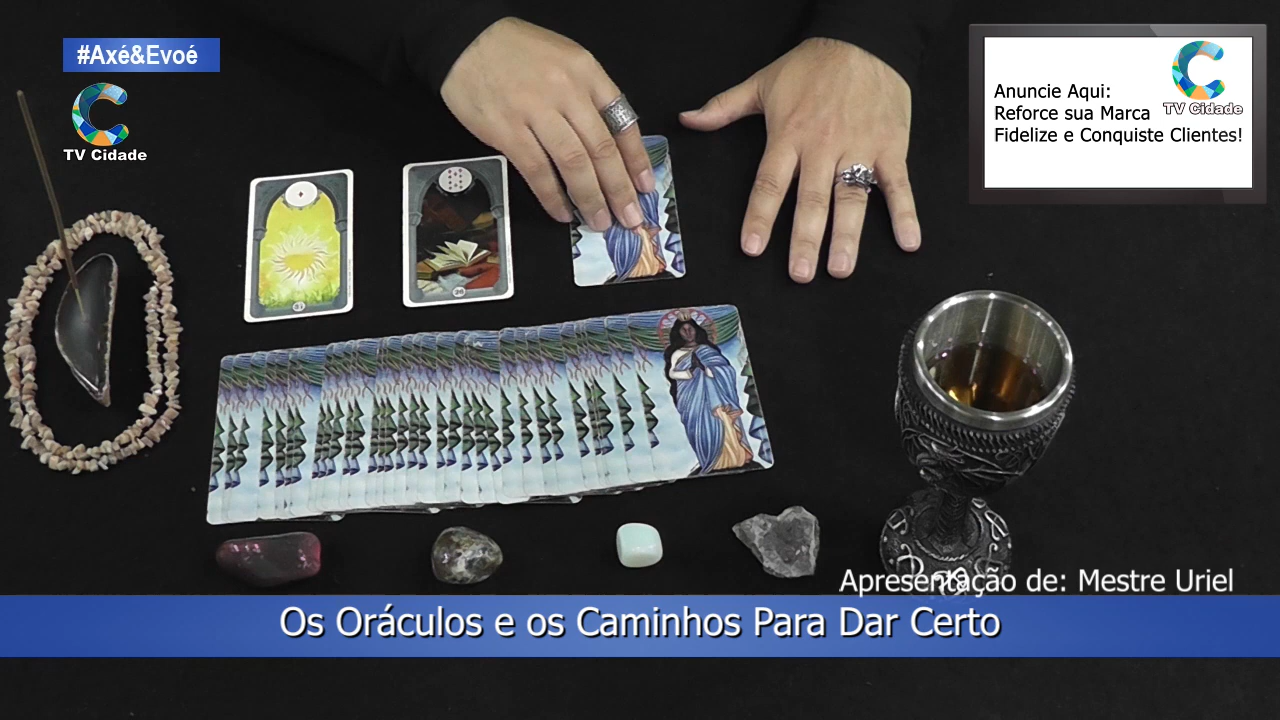 #Axé&Evoé
TV Cidade
Anuncie Aqui:
Reforce sua Marca
Fidelize e Conquiste Clientes!
TV Cidade
Apresentação de: Mestre Uriel
Os Oráculos e os Caminhos Para Dar Certo